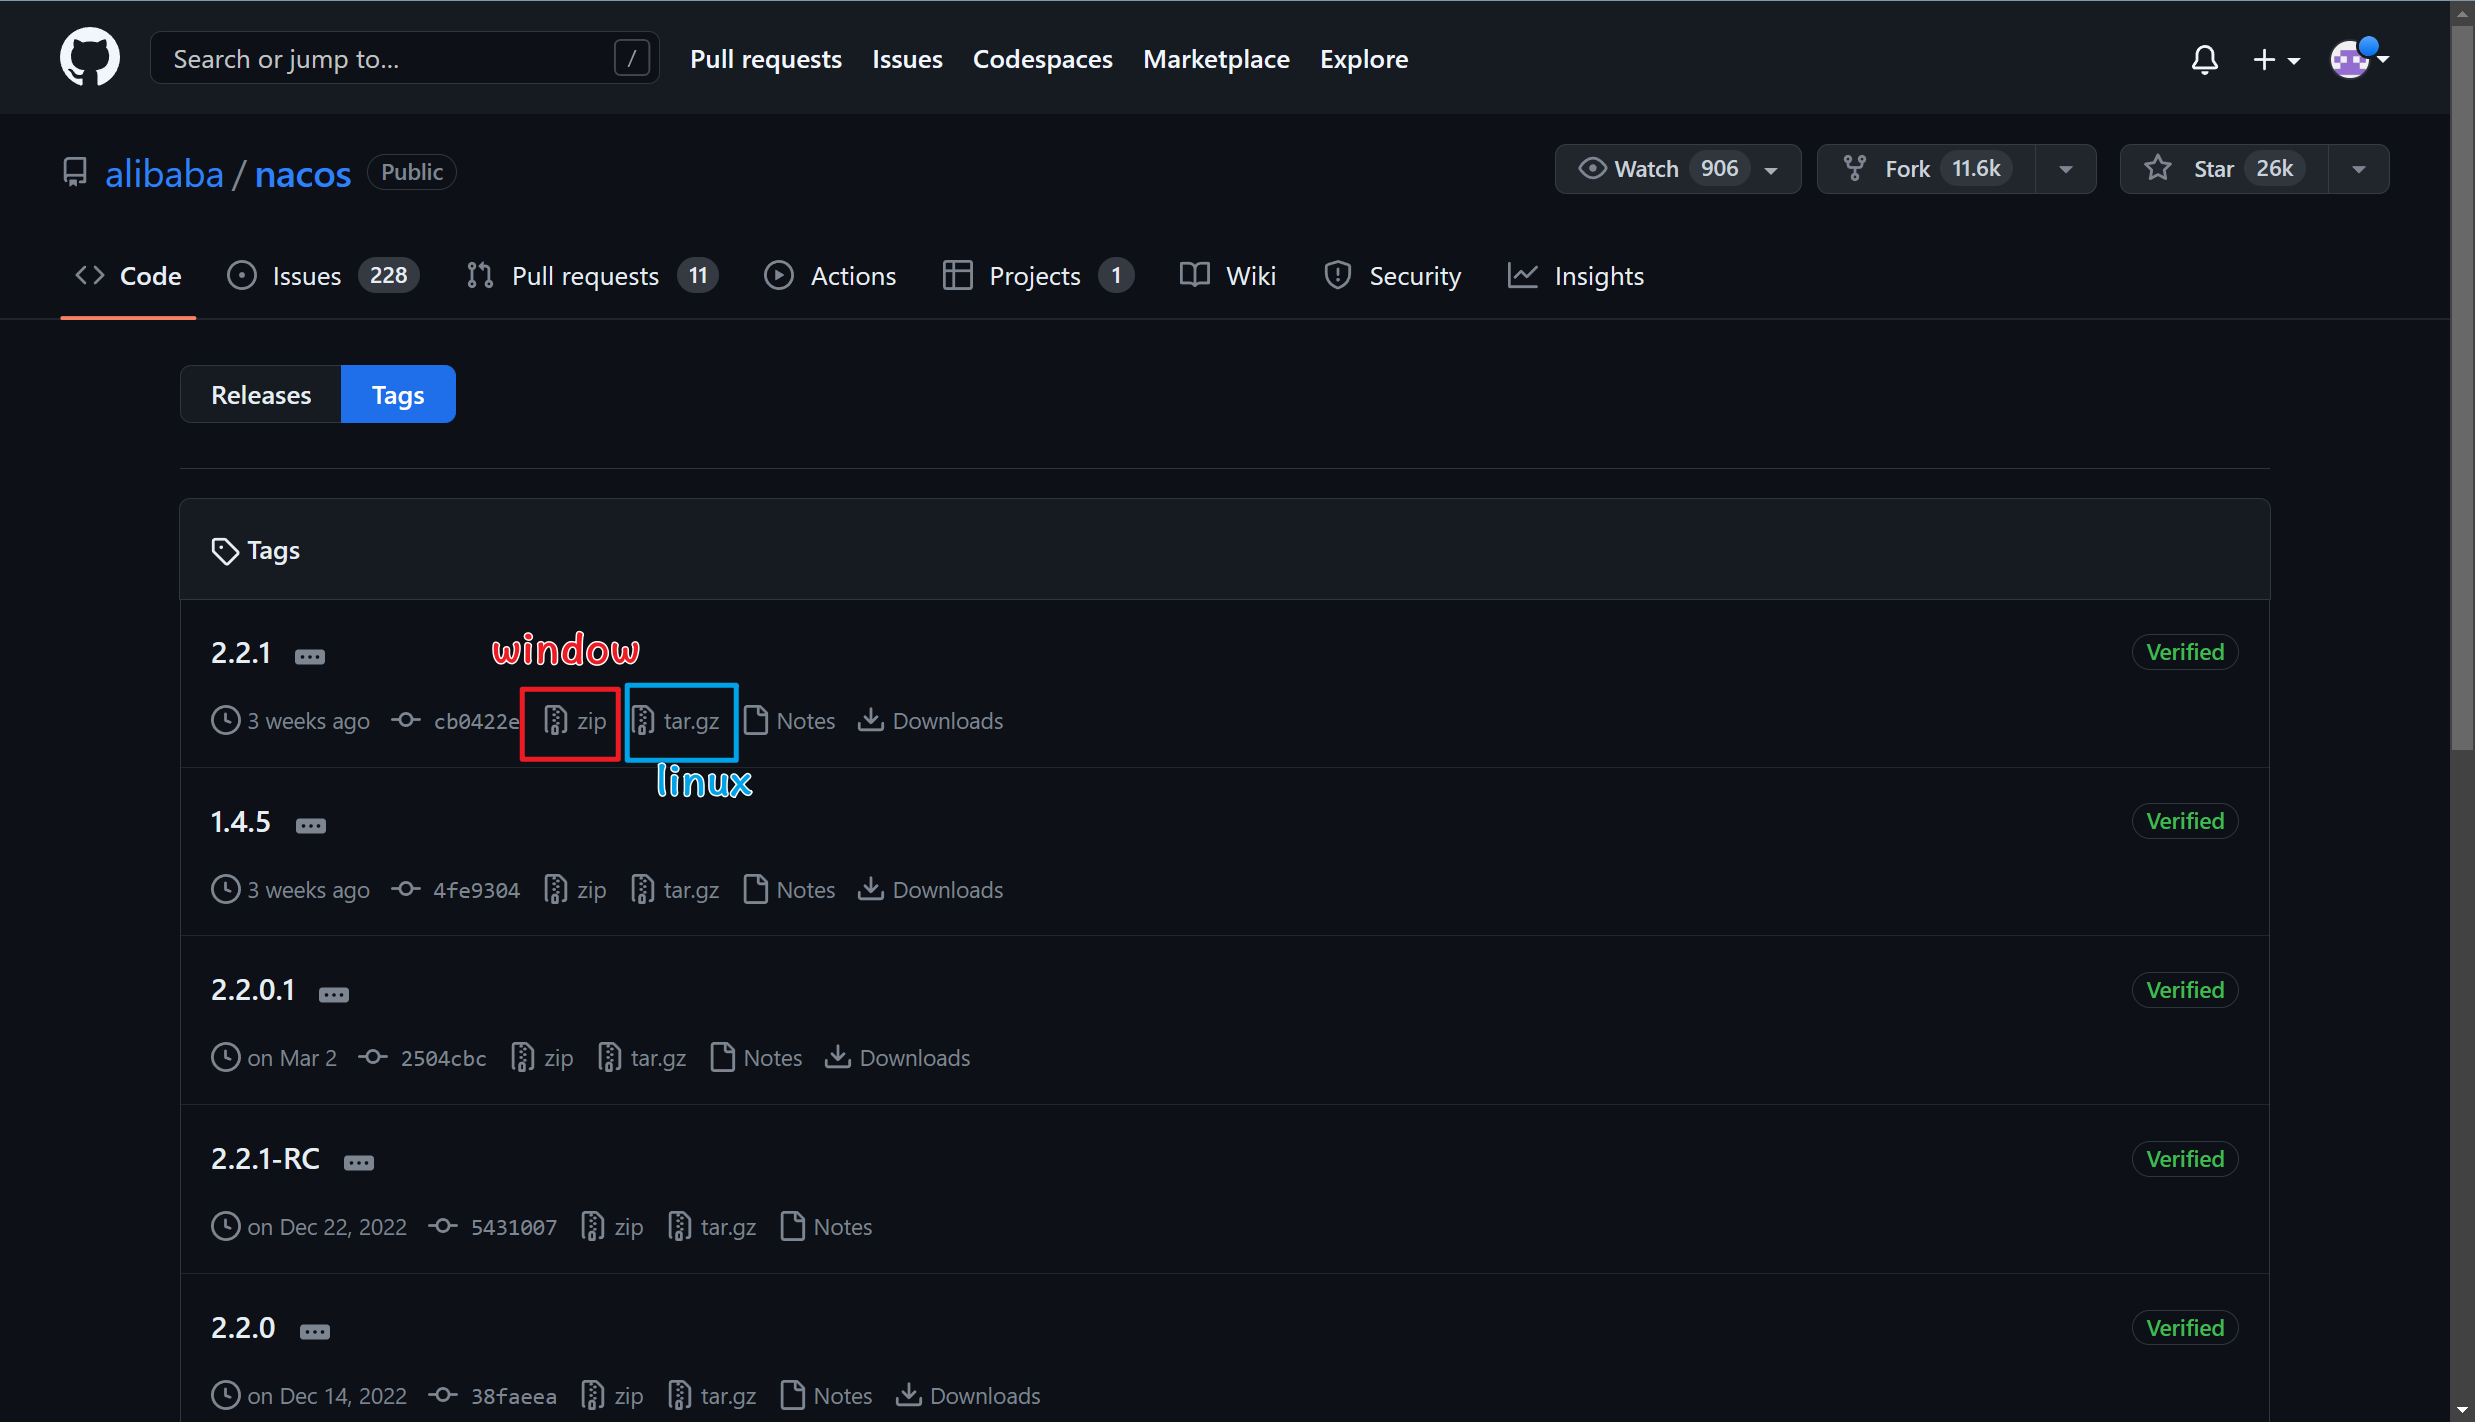 Search or jump to... / Pull requests Issues Codespaces Marketplace Explore
alibaba / nacos Public Watch 906 Fork 11.6k Star 26k
Code Issues 228 Pull requests 11 Actions Projects 1 Wiki Security Insights
Releases Tags
Tags
2.2.1 window Verified
3 weeks ago cb0422e zip tar.gz Notes Downloads
linux
1.4.5 Verified
3 weeks ago 4fe9304 zip tar.gz Notes Downloads
2.2.0.1 Verified
on Mar 2 2504cbc zip tar.gz Notes Downloads
2.2.1-RC Verified
on Dec 22, 2022 5431007 zip tar.gz Notes
2.2.0 Verified
on Dec 14, 2022 38faeea zip tar.gz Notes Downloads